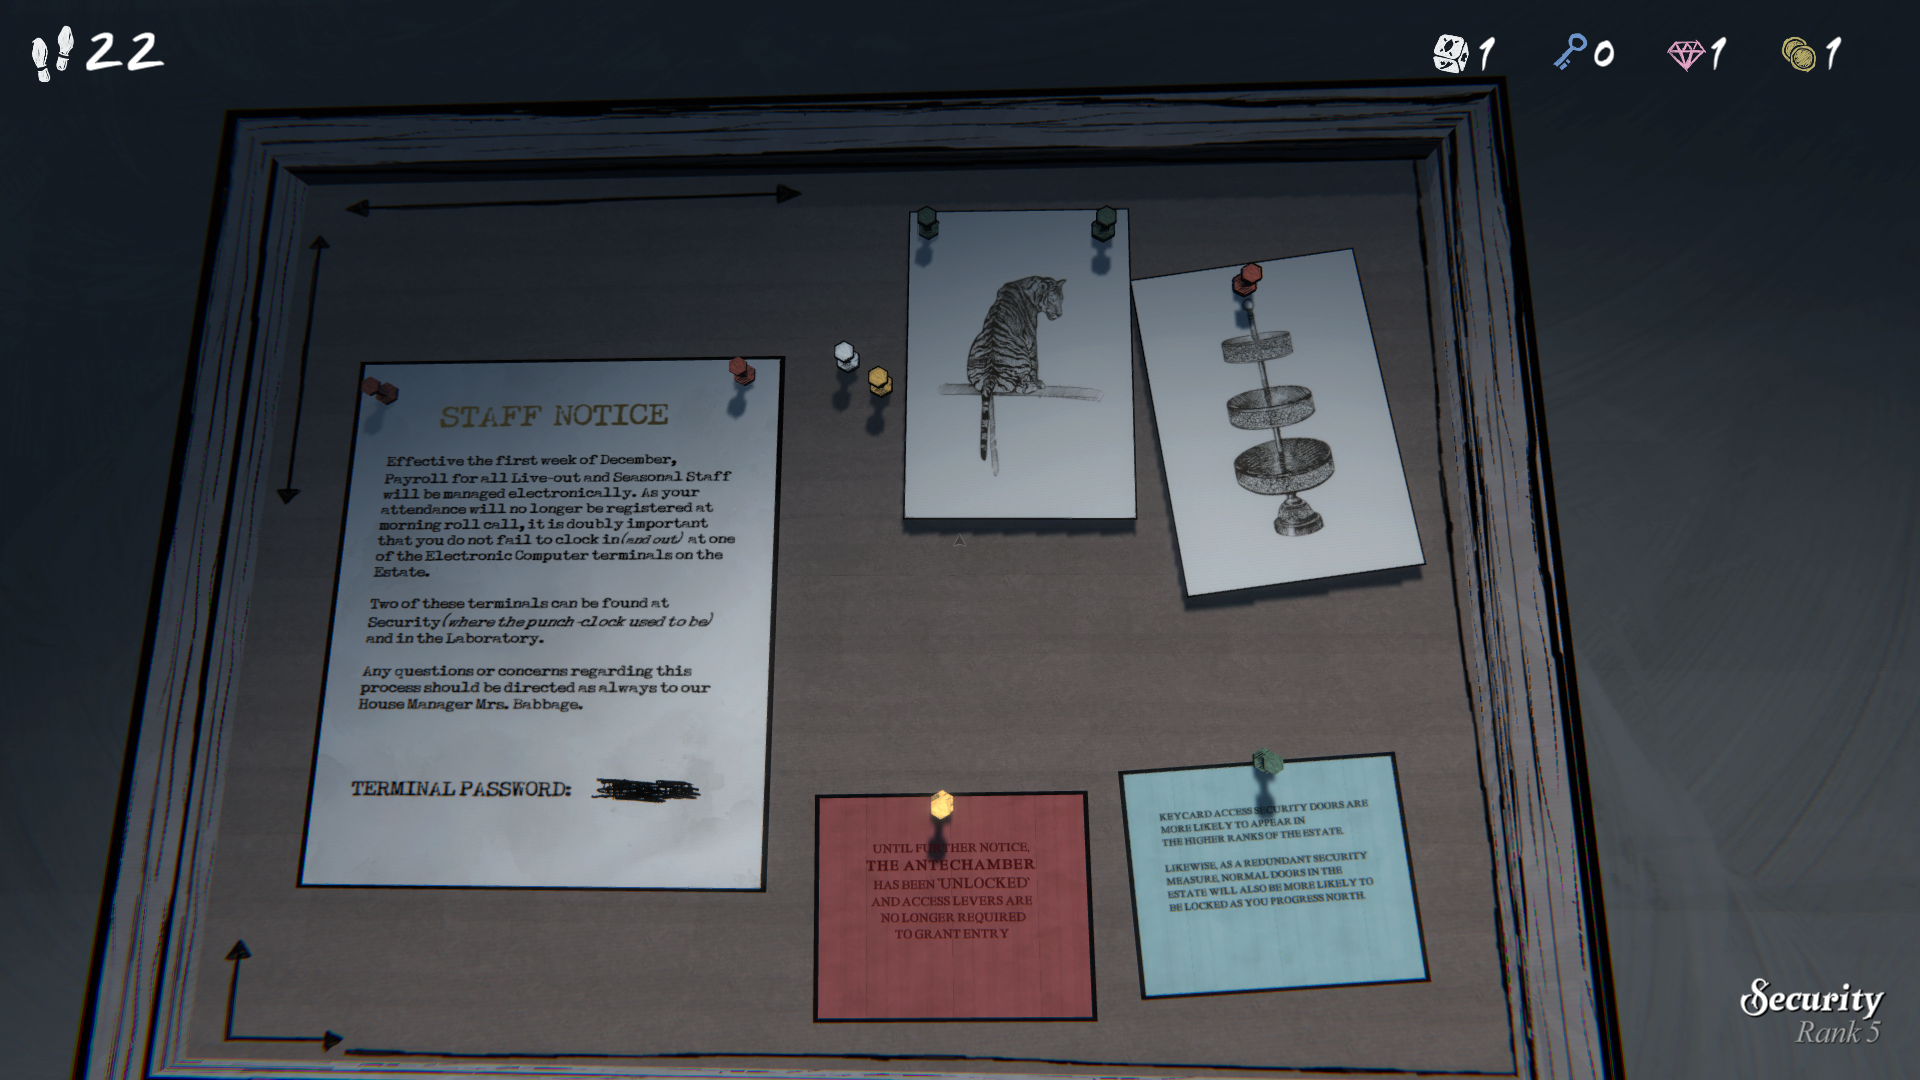 22
1
0
1
1
STAFF NOTICE
Effective the first week of December,
Payroll for all Live-out and Seasonal Staff
will be managed electronically. As your
attendance will no longer be registered at
morning roll call, it is doubly important
that you do not fail to clock in (and out) at one
of the Electronic Computer terminals on the
Estate.
Two of these terminals can be found at
Security (where the punch-clock used to be)
and in the Laboratory.
Any questions or concerns regarding this
process should be directed as always to our
House Manager Mrs. Babbage.
TERMINAL PASSWORD:
UNTIL FURTHER NOTICE,
THE ANTECHAMBER
HAS BEEN 'UNLOCKED'
AND ACCESS LEVERS ARE
NO LONGER REQUIRED
TO GRANT ENTRY
KEYCARD ACCESS SECURITY DOORS ARE
MORE LIKELY TO APPEAR IN
THE HIGHER RANKS OF THE ESTATE.
LIKEWISE, AS A REDUNDANT SECURITY
MEASURE, NORMAL DOORS IN THE
ESTATE WILL ALSO BE MORE LIKELY TO
BE LOCKED AS YOU PROGRESS NORTH.
Security
Rank 5